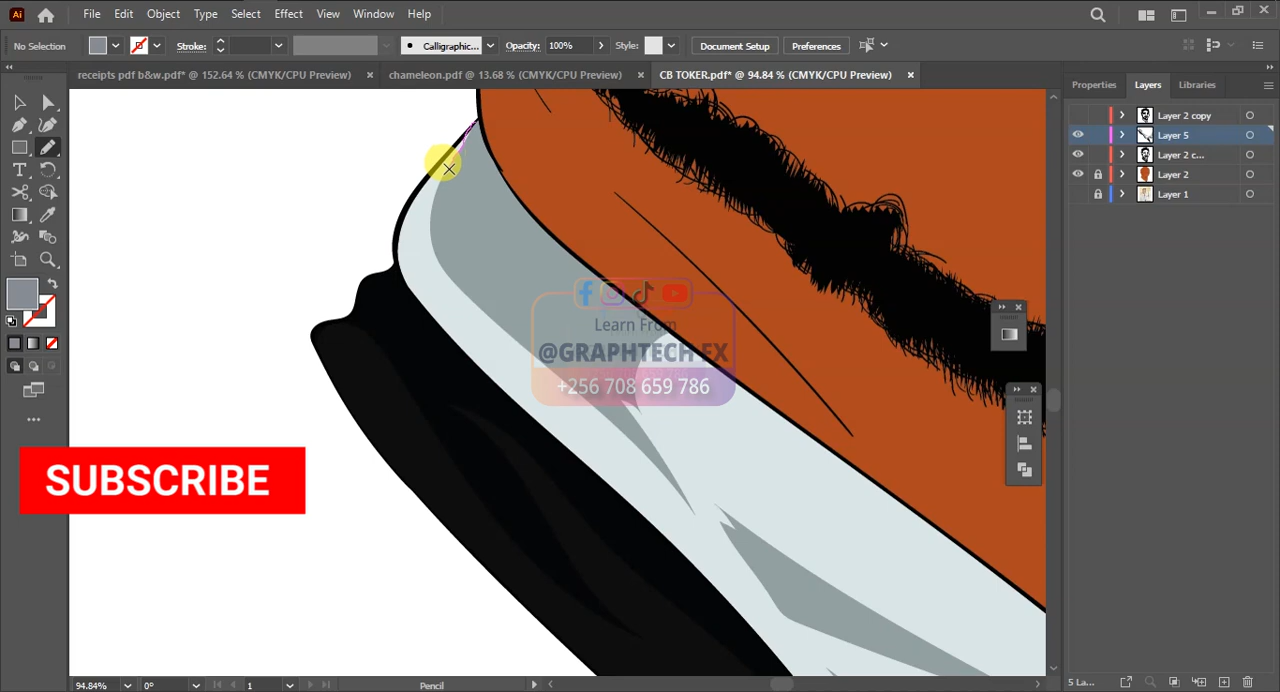 Ai
File Edit Object Type Select Effect View Window Help
No Selection Stroke: Calligraphic... Opacity: 100% Style: Document Setup Preferences
receipts pdf b&w.pdf* @ 152.64 % (CMYK/CPU Preview) × chameleon.pdf @ 13.68 % (CMYK/CPU Preview) × CB TOKER.pdf* @ 94.84 % (CMYK/CPU Preview) ×
Properties Layers Libraries
Layer 2 copy
Layer 5
Layer 2 c...
Layer 2
Layer 1
Learn From
@GRAPHTECH FX
+256 708 659 786
SUBSCRIBE
94.84% 0° 1 Pencil 5 La...